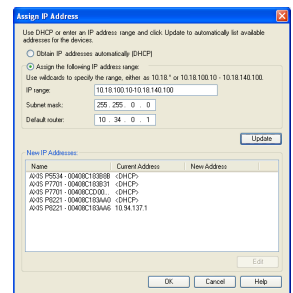 Assign IP Address
Use DHCP or enter an IP address range and click Update to automatically list available
addresses for the devices.
Obtain IP addresses automatically (DHCP)
Assign the following IP address range:
Use wildcards to specify the range, either as 10.18.* or 10.18.100.10 - 10.18.140.100.
IP range:
10.18.100.10-10.18.140.100
Subnet mask:
255 . 255 . 0 . 0
Default router:
10 . 34 . 0 . 1
Update
New IP Addresses:
Name Current Address New Address
AXIS P5534 - 00408C183B8B <DHCP>
AXIS P7701 - 00408C183B31 <DHCP>
AXIS P7701 - 00408CCD00... <DHCP>
AXIS P8221 - 00408C183AA0 <DHCP>
AXIS P8221 - 00408C183AA6 10.94.137.1
Edit
OK Cancel Help